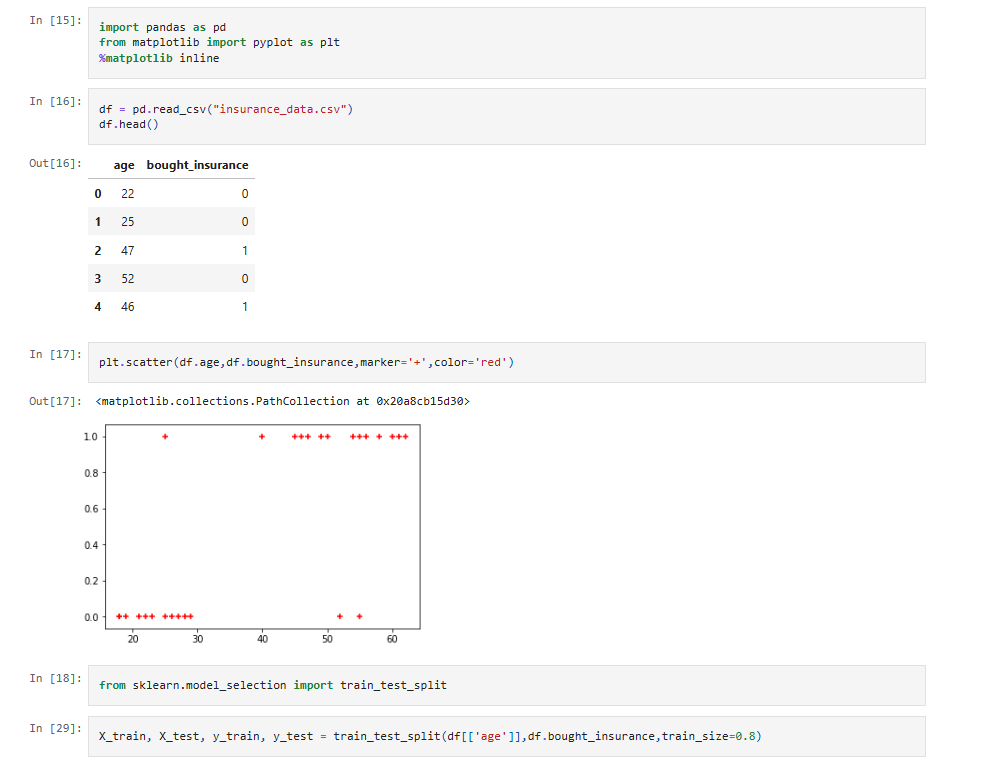 In [15]:
import pandas as pd
from matplotlib import pyplot as plt
%matplotlib inline
In [16]:
df = pd.read_csv("insurance_data.csv")
df.head()
Out[16]:
age bought_insurance
0 22 0
1 25 0
2 47 1
3 52 0
4 46 1
In [17]:
plt.scatter(df.age,df.bought_insurance,marker='+',color='red')
Out[17]: <matplotlib.collections.PathCollection at 0x20a8cb15d30>
1.0
0.8
0.6
0.4
0.2
0.0
20 30 40 50 60
In [18]:
from sklearn.model_selection import train_test_split
In [29]:
X_train, X_test, y_train, y_test = train_test_split(df[['age']],df.bought_insurance,train_size=0.8)